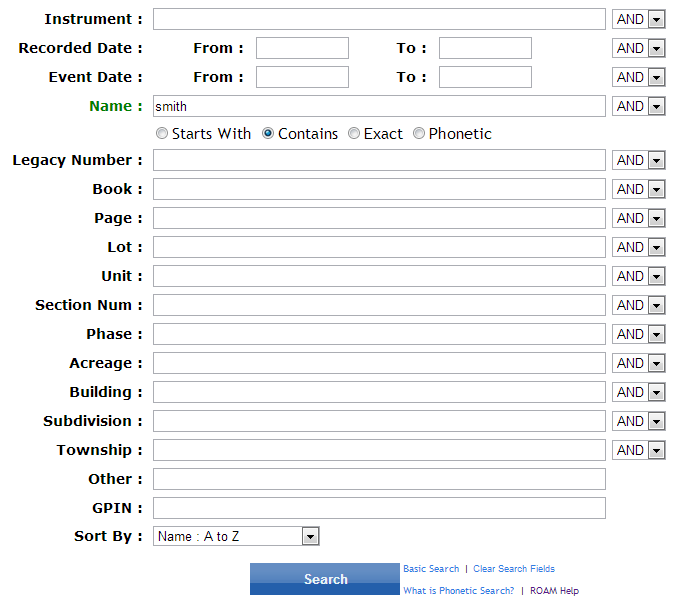 Instrument : AND
Recorded Date : From : To : AND
Event Date : From : To : AND
Name : smith AND
Starts With Contains Exact Phonetic
Legacy Number : AND
Book : AND
Page : AND
Lot : AND
Unit : AND
Section Num : AND
Phase : AND
Acreage : AND
Building : AND
Subdivision : AND
Township : AND
Other :
GPIN :
Sort By : Name : A to Z
Search Basic Search | Clear Search Fields
What is Phonetic Search? | ROAM Help